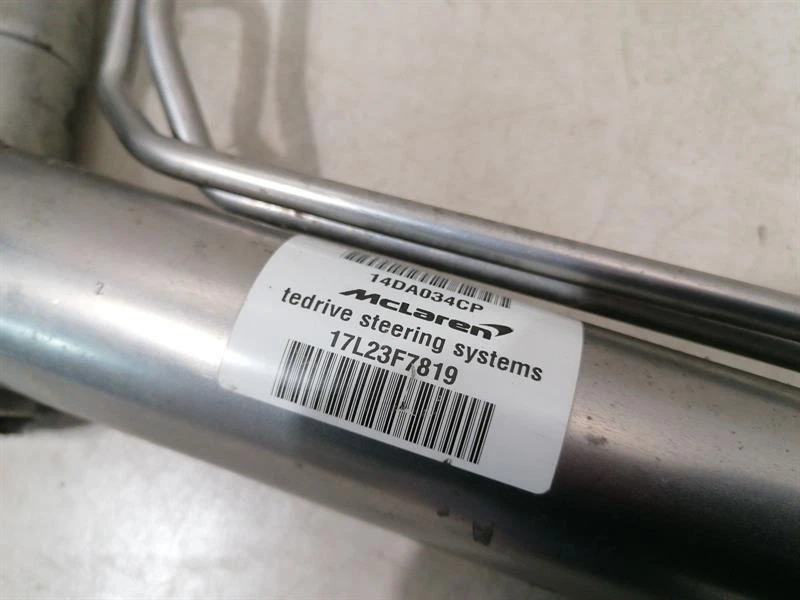 14DA034CP
McLaren
tedrive steering systems
17L23F7819